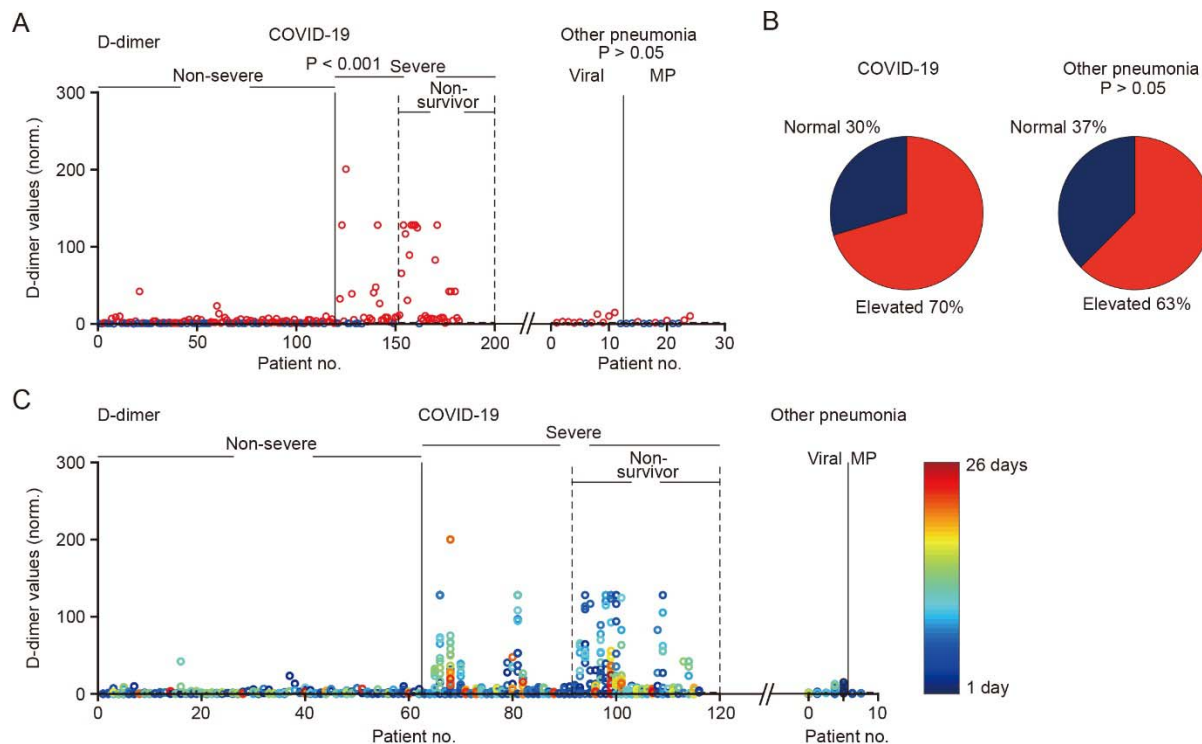 A
D-dimer
COVID-19
P < 0.001
Severe
Non-severe
Non-
survivor
Other pneumonia
P > 0.05
Viral
MP
300
200
100
0
D-dimer values (norm.)
0 50 100 150 200
Patient no.
0 10 20 30
Patient no.
B
COVID-19
Normal 30%
Elevated 70%
Other pneumonia
P > 0.05
Normal 37%
Elevated 63%
C
D-dimer
COVID-19
Severe
Non-severe
Non-
survivor
Other pneumonia
Viral MP
300
200
100
0
D-dimer values (norm.)
0 20 40 60 80 100 120
Patient no.
0 10
Patient no.
26 days
1 day